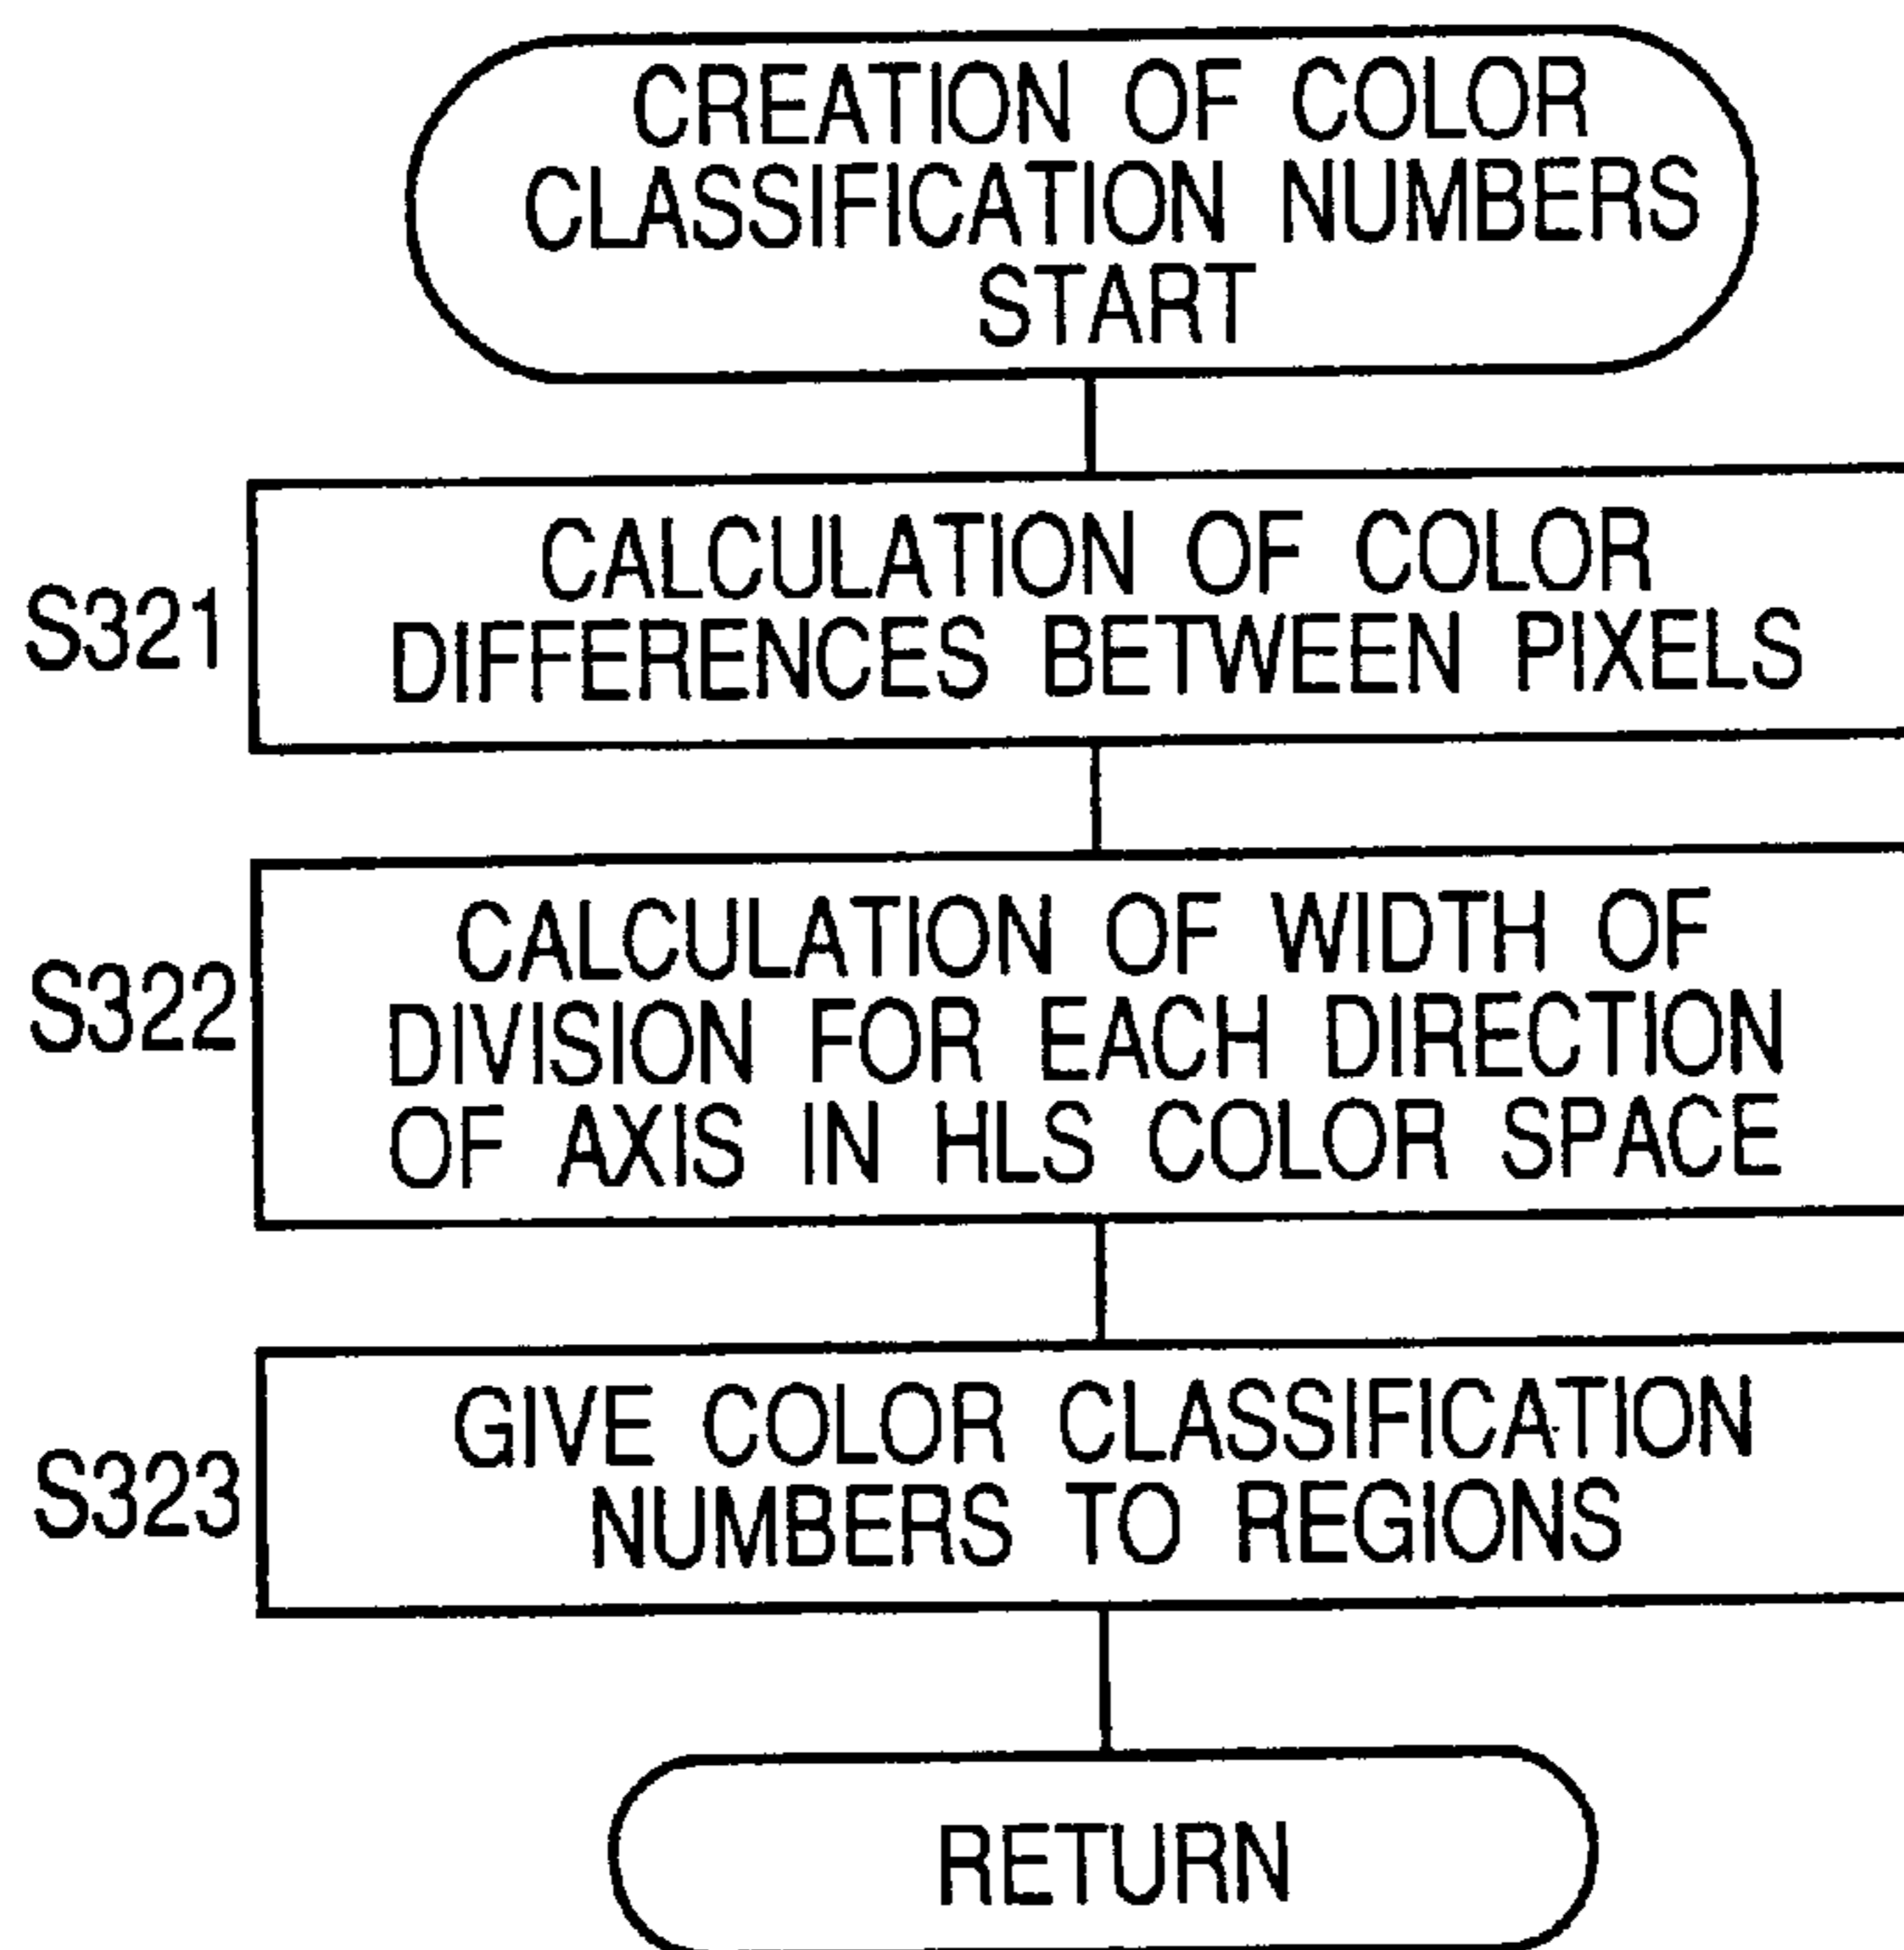 CREATION OF COLOR
CLASSIFICATION NUMBERS
START
S321
CALCULATION OF COLOR
DIFFERENCES BETWEEN PIXELS
S322
CALCULATION OF WIDTH OF
DIVISION FOR EACH DIRECTION
OF AXIS IN HLS COLOR SPACE
S323
GIVE COLOR CLASSIFICATION
NUMBERS TO REGIONS
RETURN